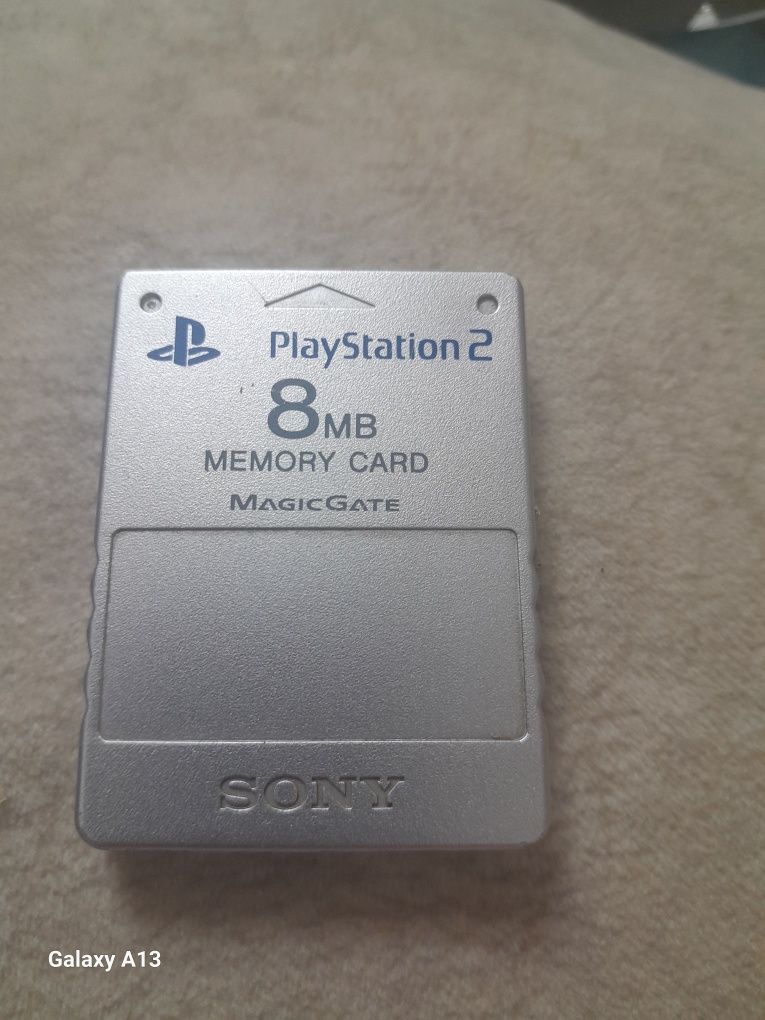 PlayStation 2
8MB
MEMORY CARD
MAGICGATE
SONY
Galaxy A13